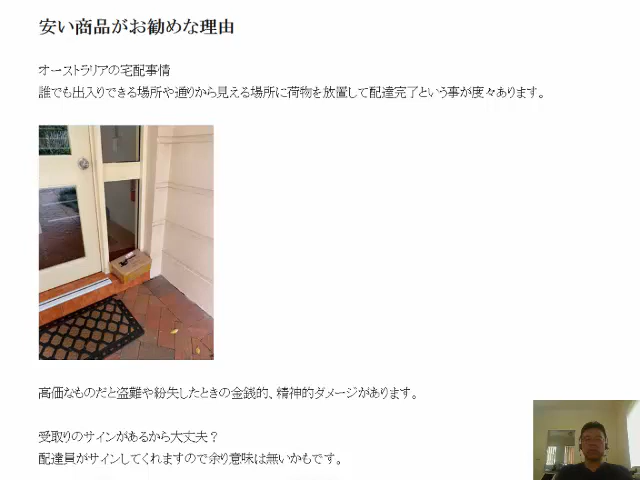 安い商品がお勧めな理由
オーストラリアの宅配事情
誰でも出入りできる場所や通りから見える場所に荷物を放置して配達完了という事が度々あります。
高価なものだと盗難や紛失したときの金銭的、精神的ダメージがあります。
受取りのサインがあるから大丈夫？
配達員がサインしてくれますので余り意味は無いかもです。